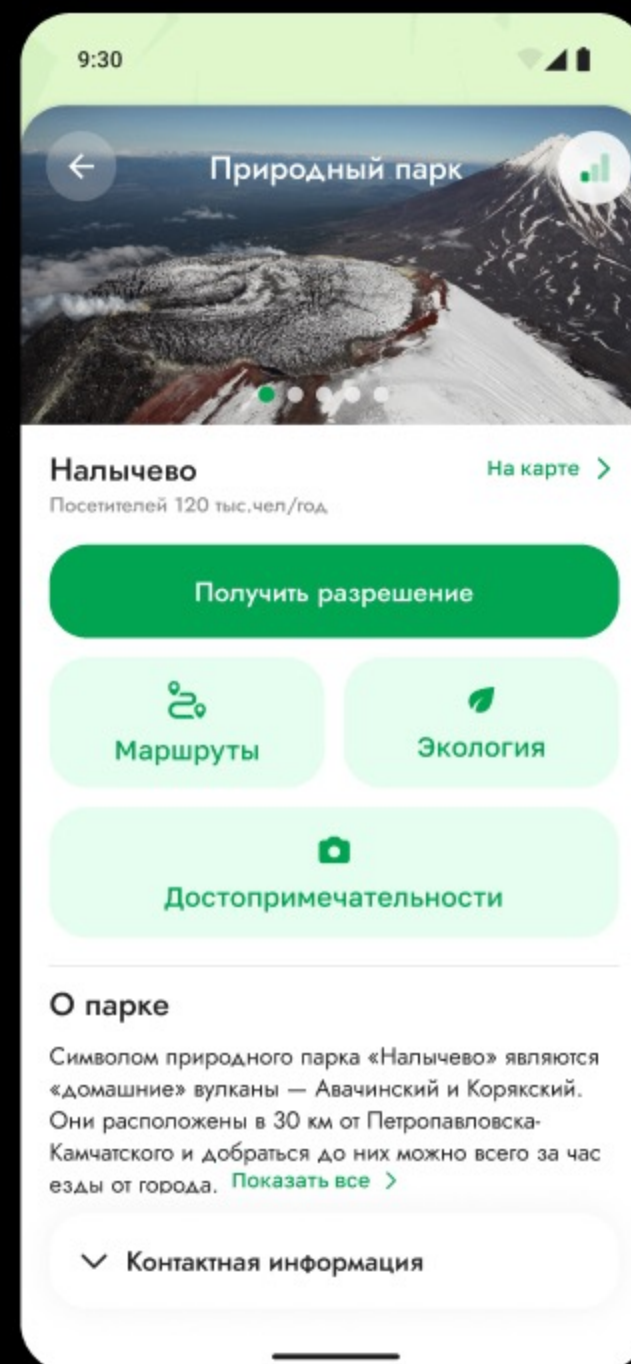 9:30
Природный парк
Налычево
На карте
Посетителей 120 тыс.чел/год
Получить разрешение
Маршруты
Экология
Достопримечательности
О парке
Символом природного парка «Налычево» являются
«домашние» вулканы — Авачинский и Корякский.
Они расположены в 30 км от Петропавловска-
Камчатского и добраться до них можно всего за час
езды от города. Показать все
Контактная информация